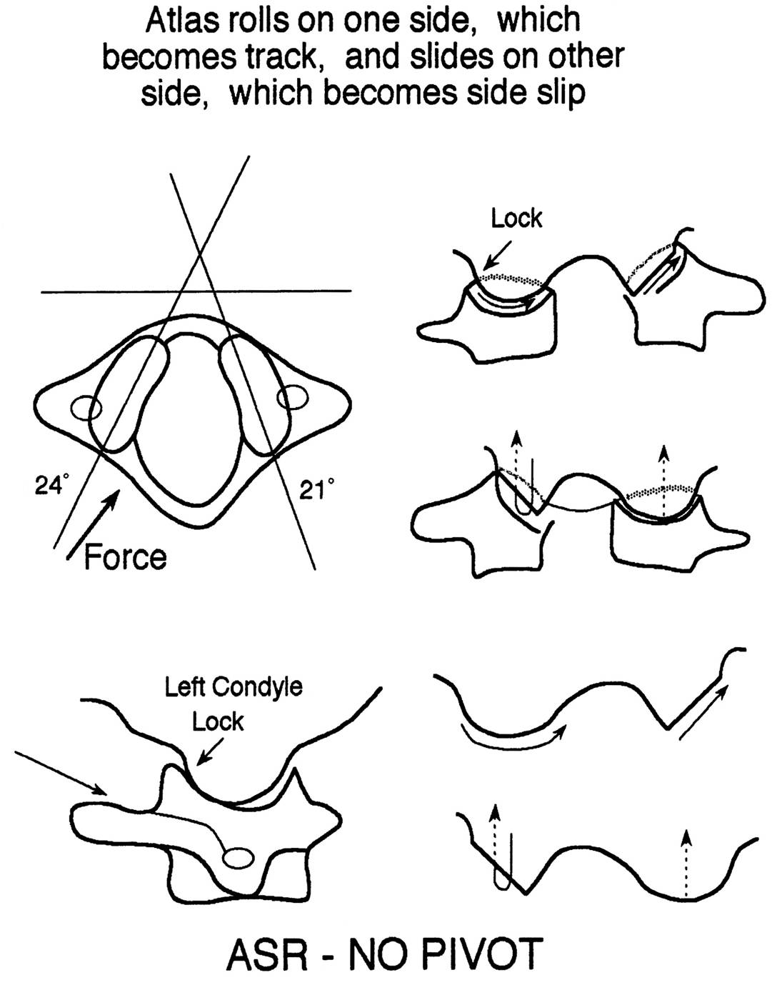 Atlas rolls on one side, which
becomes track, and slides on other
side, which becomes side slip
Lock
24°
21°
Force
Left Condyle
Lock
ASR - NO PIVOT